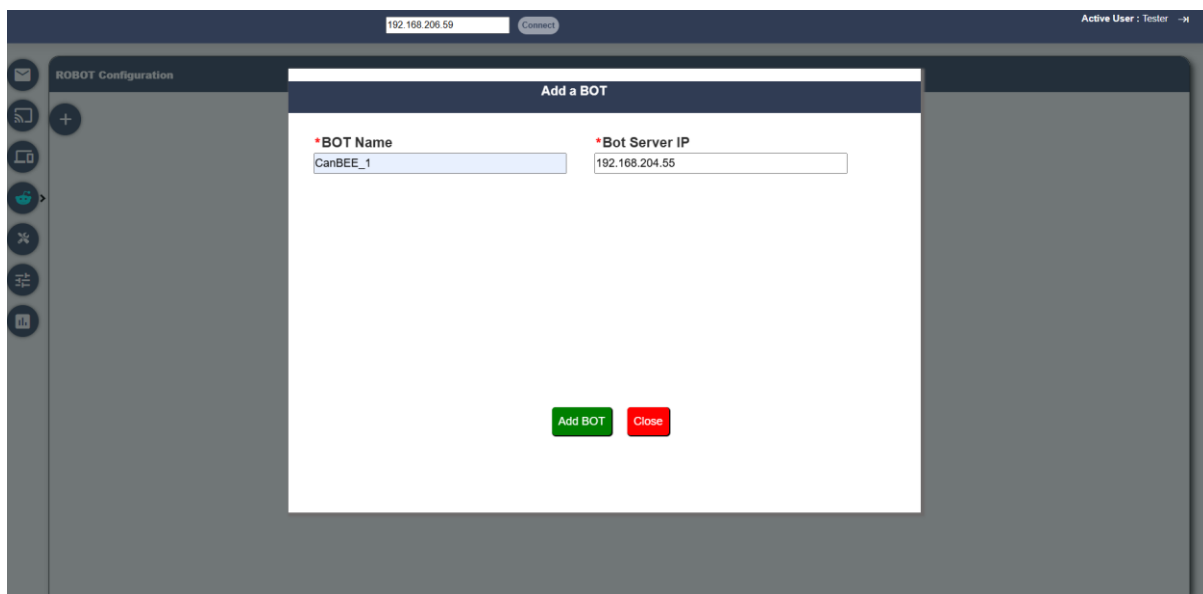 192.168.206.59 Connect Active User : Tester
ROBOT Configuration
Add a BOT
*BOT Name *Bot Server IP
CanBEE_1 192.168.204.55
Add BOT Close